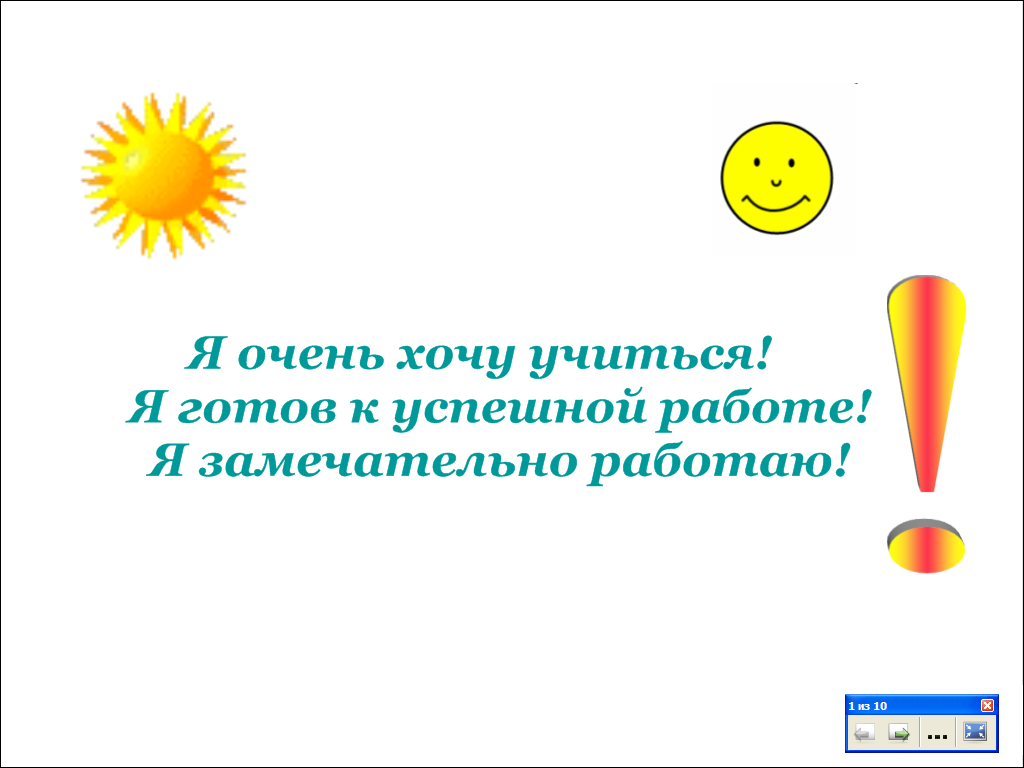 Я очень хочу учиться!
Я готов к успешной работе!
Я замечательно работаю!
!
1 из 10
...